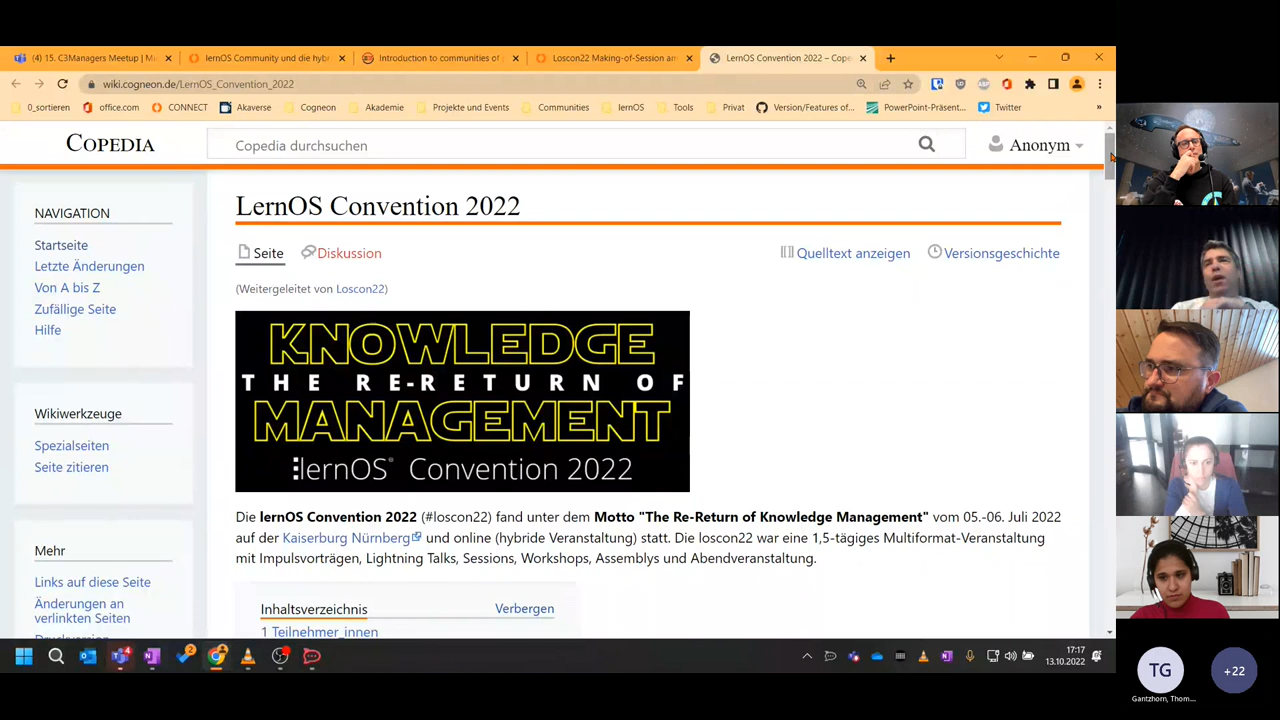 (4) 15. C3Managers Meetup | Mi
lernOS Community und die hybr
Introduction to communities of
Loscon22 Making-of-Session an
LernOS Convention 2022 – Cope
wiki.cogneon.de/LernOS_Convention_2022
0_sortieren office.com CONNECT Akaverse Cogneon Akademie Projekte und Events Communities lernOS Tools Privat Version/Features of... PowerPoint-Präsent... Twitter »
COPEDIA
Copedia durchsuchen
Anonym
NAVIGATION
Startseite
Letzte Änderungen
Von A bis Z
Zufällige Seite
Hilfe
Wikiwerkzeuge
Spezialseiten
Seite zitieren
Mehr
Links auf diese Seite
Änderungen an
verlinkten Seiten
Druckversion
LernOS Convention 2022
Seite Diskussion Quelltext anzeigen Versionsgeschichte
(Weitergeleitet von Loscon22)
KNOWLEDGE
THE RE-RETURN OF
MANAGEMENT
lernOS® Convention 2022
Die lernOS Convention 2022 (#loscon22) fand unter dem Motto "The Re-Return of Knowledge Management" vom 05.-06. Juli 2022
auf der Kaiserburg Nürnberg und online (hybride Veranstaltung) statt. Die loscon22 war eine 1,5-tägiges Multiformat-Veranstaltung
mit Impulsvorträgen, Lightning Talks, Sessions, Workshops, Assemblys und Abendveranstaltung.
Inhaltsverzeichnis Verbergen
1 Teilnehmer_innen
17:17
13.10.2022
TG
+22
Gantzhorn, Thom...